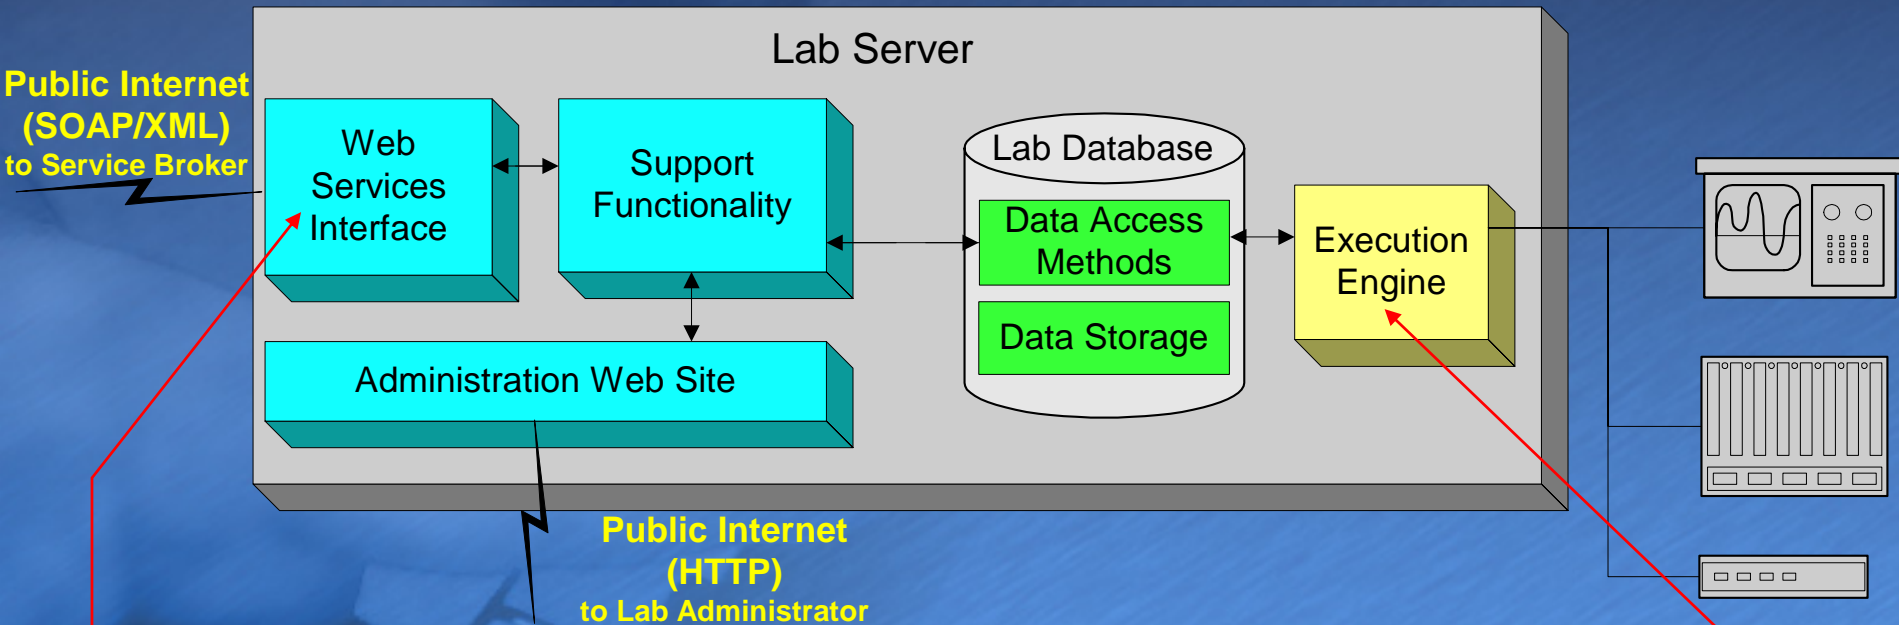 Lab Server
Public Internet
(SOAP/XML)
to Service Broker
Web
Services
Interface
Support
Functionality
Lab Database
Data Access
Methods
Data Storage
Execution
Engine
Administration Web Site
Public Internet
(HTTP)
to Lab Administrator